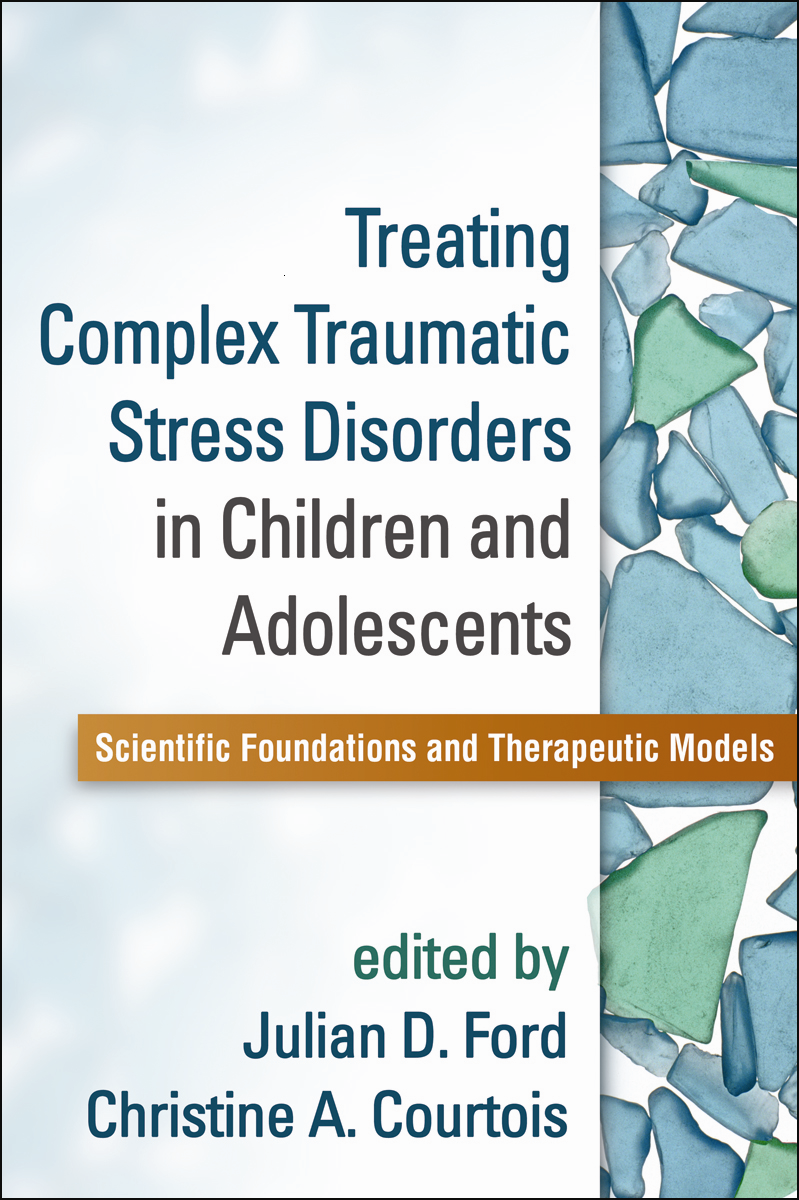 Treating
Complex Traumatic
Stress Disorders
in Children and
Adolescents
Scientific Foundations and Therapeutic Models
edited by
Julian D. Ford
Christine A. Courtois